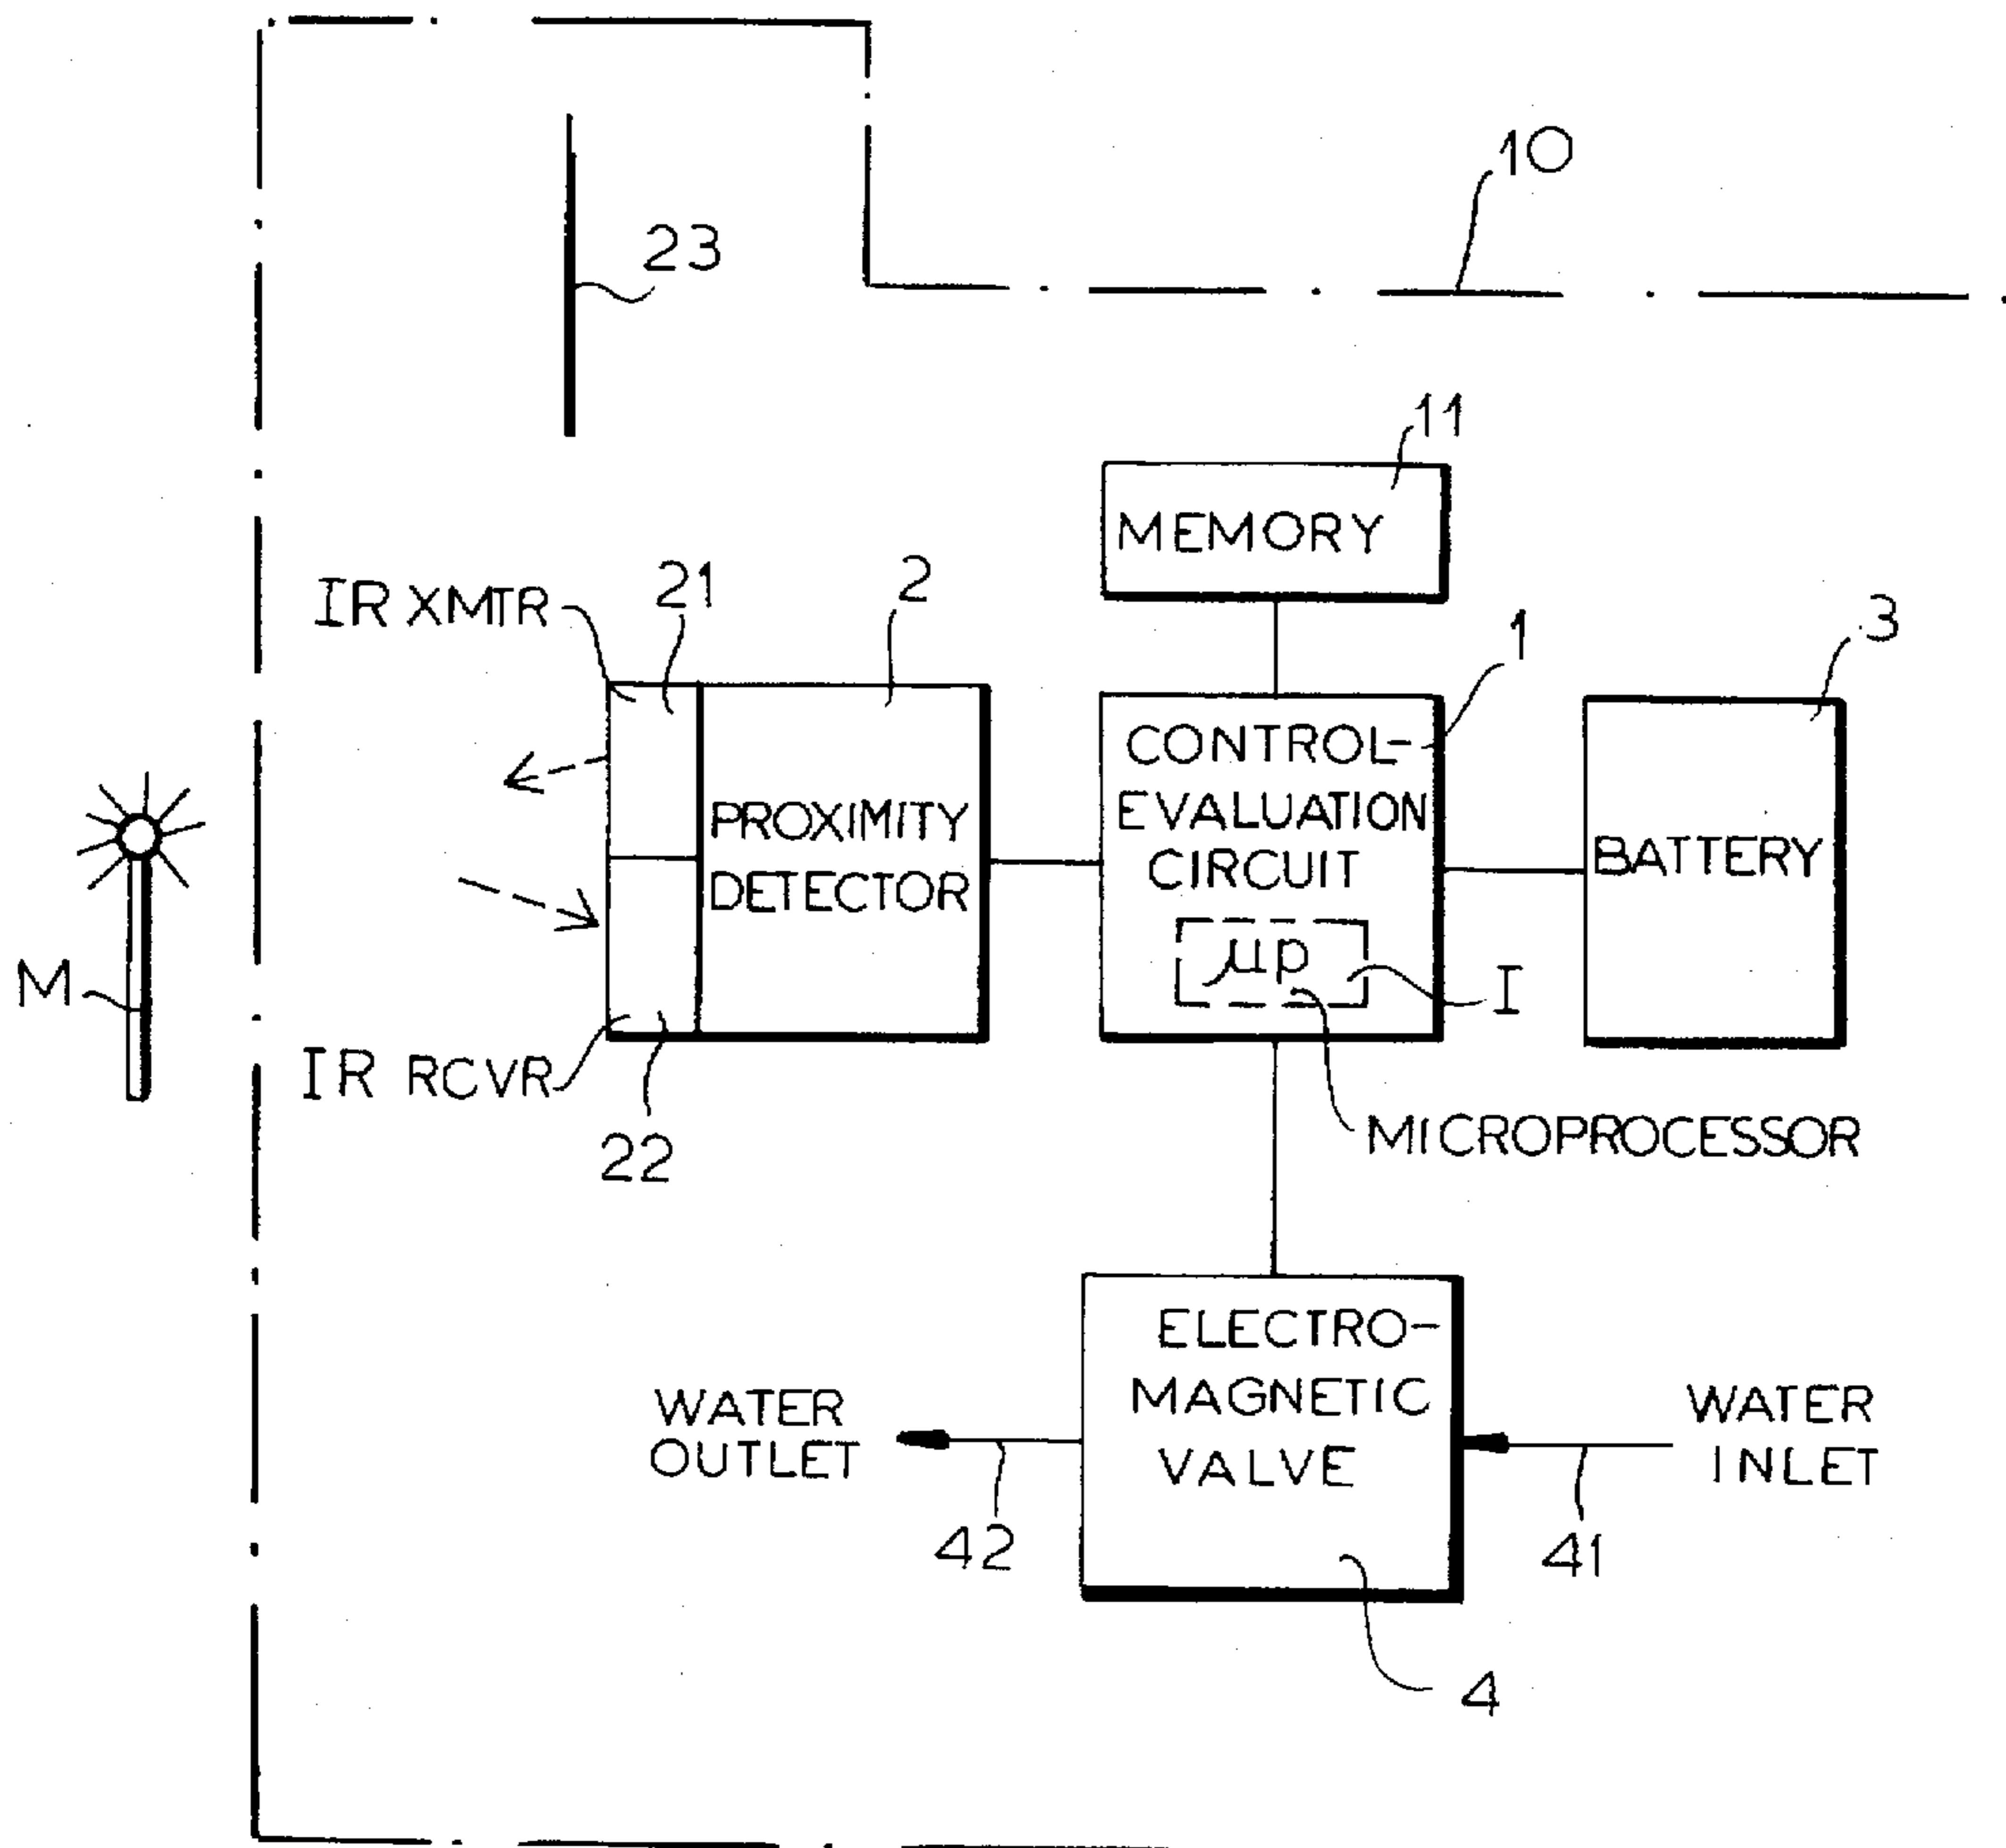 10
23
11
MEMORY
IR XMTR
21
2
1
3
CONTROL-
EVALUATION
CIRCUIT
μp
I
PROXIMITY
DETECTOR
BATTERY
M
IR RCVR
22
MICROPROCESSOR
ELECTRO-
MAGNETIC
VALVE
WATER
OUTLET
42
WATER
INLET
41
4